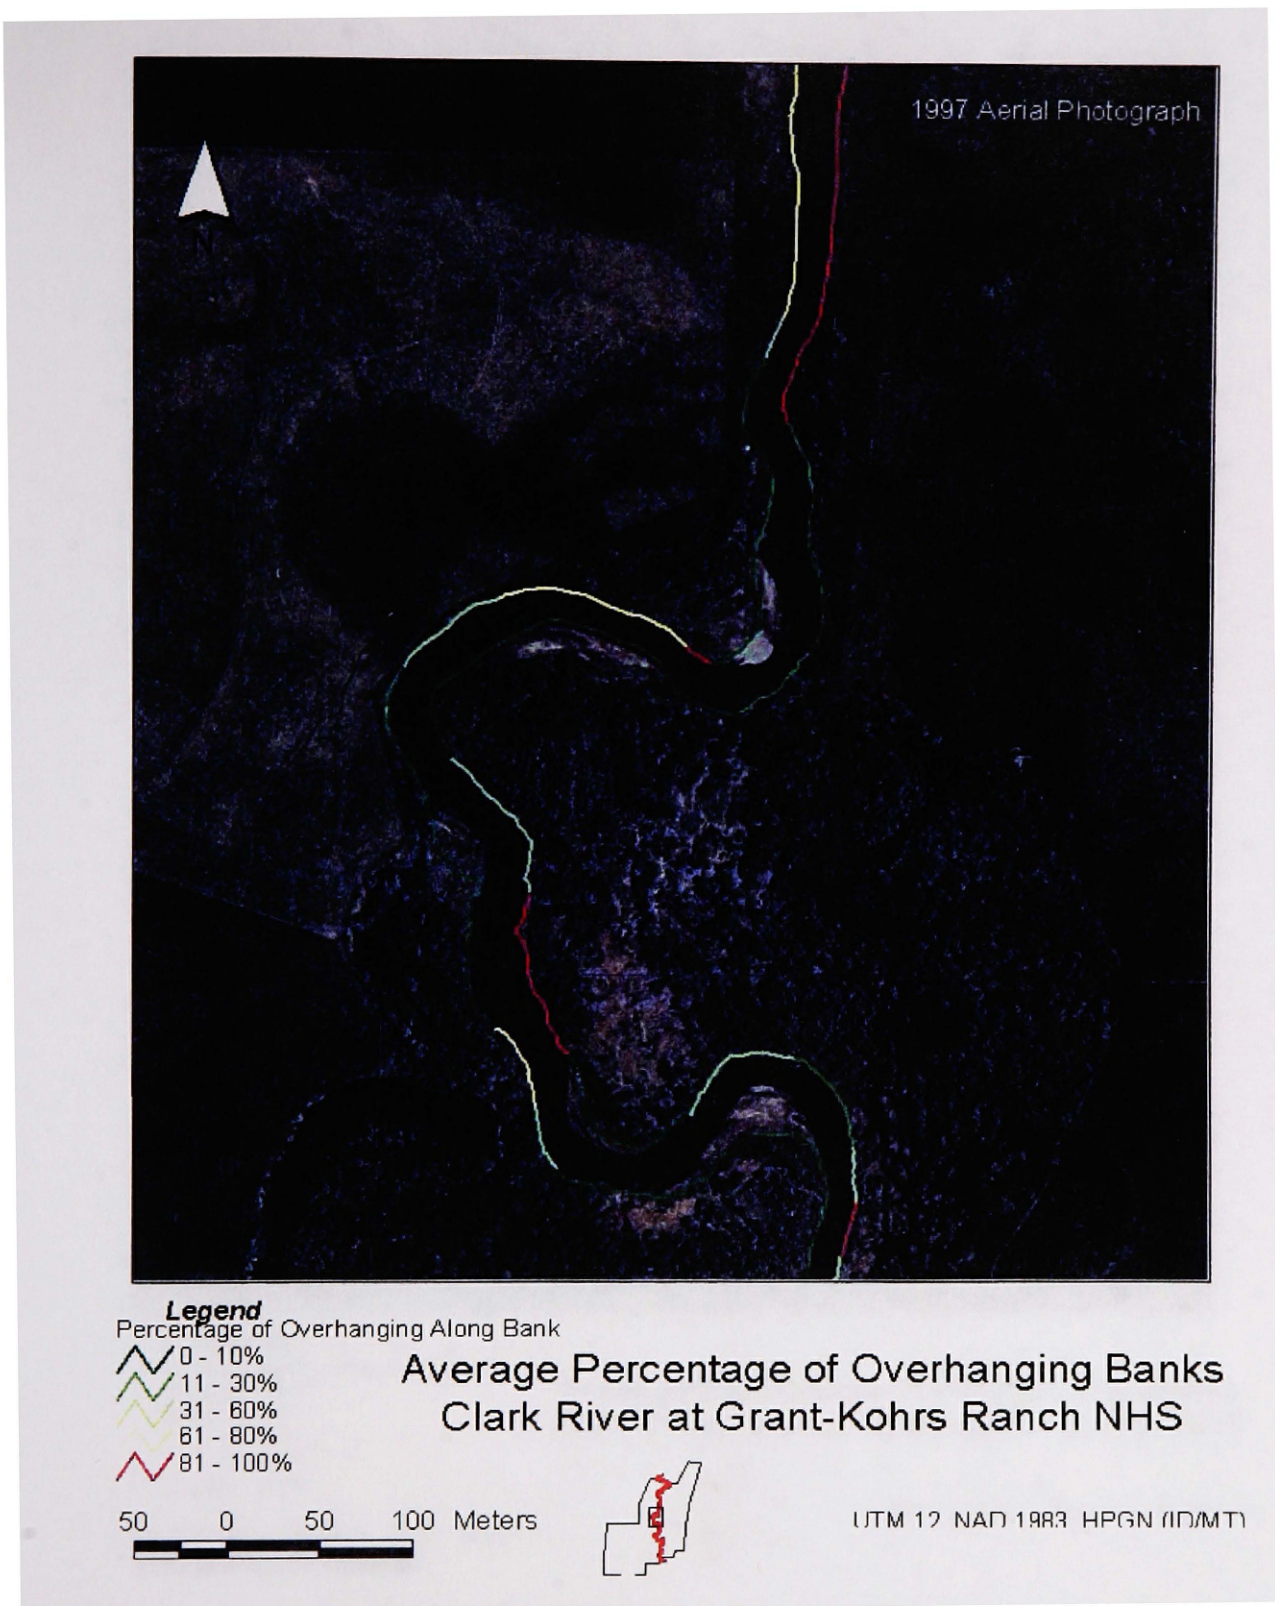 1997 Aerial Photograph
N
Legend
Percentage of Overhanging Along Bank
0 - 10%
11 - 30%
31 - 60%
61 - 80%
81 - 100%
Average Percentage of Overhanging Banks
Clark River at Grant-Kohrs Ranch NHS
50 0 50 100 Meters
UTM 12 NAD 1983 HPGN (ID/MT)